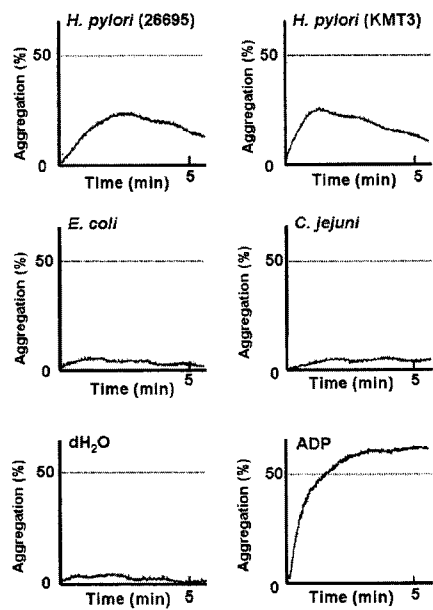 H. pylori (26695)
50
Aggregation (%)
0
5
Time (min)
H. pylori (KMT3)
50
Aggregation (%)
0
5
Time (min)
E. coli
50
Aggregation (%)
0
5
Time (min)
C. jejuni
50
Aggregation (%)
0
5
Time (min)
dH₂O
50
Aggregation (%)
0
5
Time (min)
ADP
50
Aggregation (%)
0
5
Time (min)